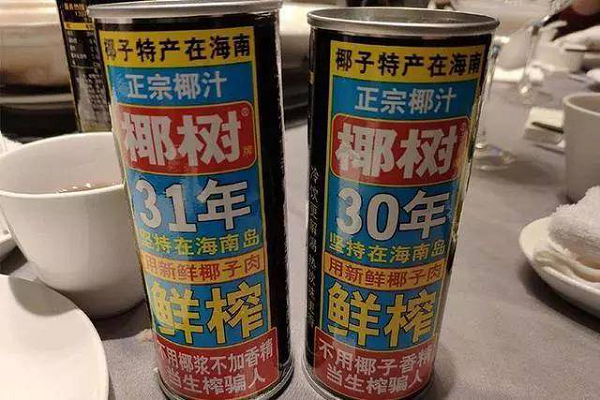 椰子特产在海南
正宗椰汁
椰树®
牌
31年
坚持在海南岛
用新鲜椰子肉
鲜榨
不用椰浆不加香精
当生榨骗人
椰子特产在海南
正宗椰汁
椰树
30年
坚持在海南岛
用新鲜椰子肉
鲜榨
不用椰子香精
当生榨骗人